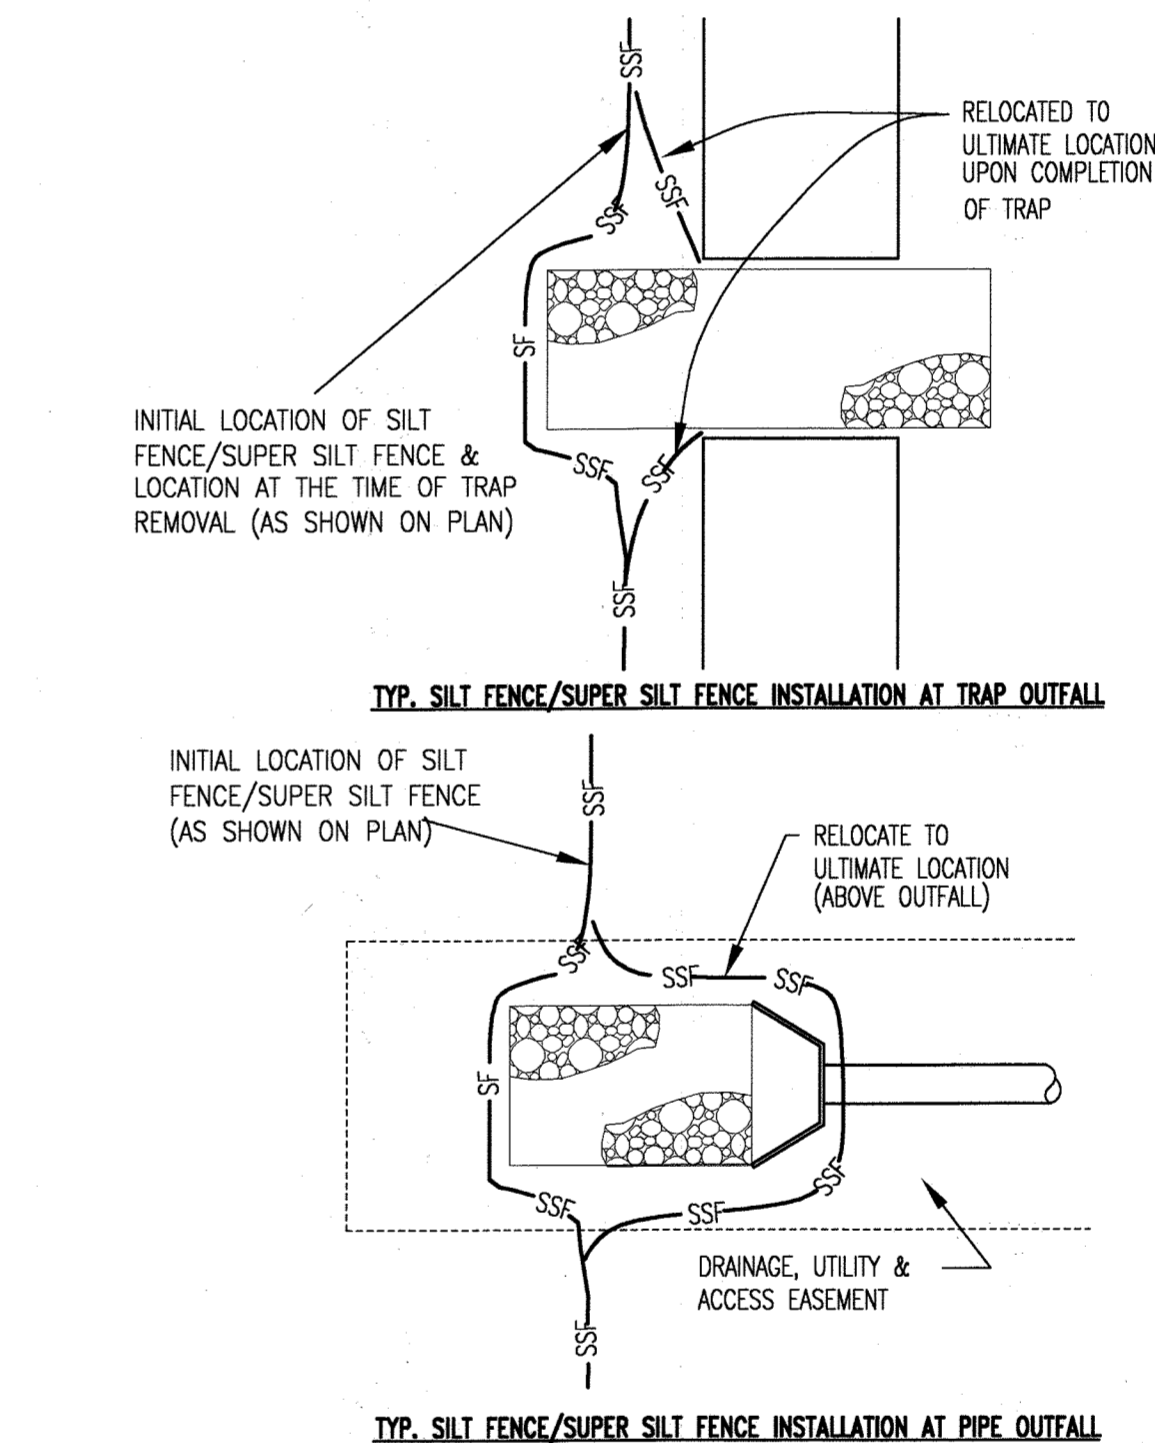 SSF
RELOCATED TO
ULTIMATE LOCATION
UPON COMPLETION
OF TRAP
SSF
SSF
SF
INITIAL LOCATION OF SILT
FENCE/SUPER SILT FENCE &
LOCATION AT THE TIME OF TRAP
REMOVAL (AS SHOWN ON PLAN)
SSF
SSF
SSF
TYP. SILT FENCE/SUPER SILT FENCE INSTALLATION AT TRAP OUTFALL
INITIAL LOCATION OF SILT
FENCE/SUPER SILT FENCE
(AS SHOWN ON PLAN)
SSF
RELOCATE TO
ULTIMATE LOCATION
(ABOVE OUTFALL)
SSF
SSF
SSF
SF
SSF
SSF
SSF
DRAINAGE, UTILITY &
ACCESS EASEMENT
SSF
TYP. SILT FENCE/SUPER SILT FENCE INSTALLATION AT PIPE OUTFALL